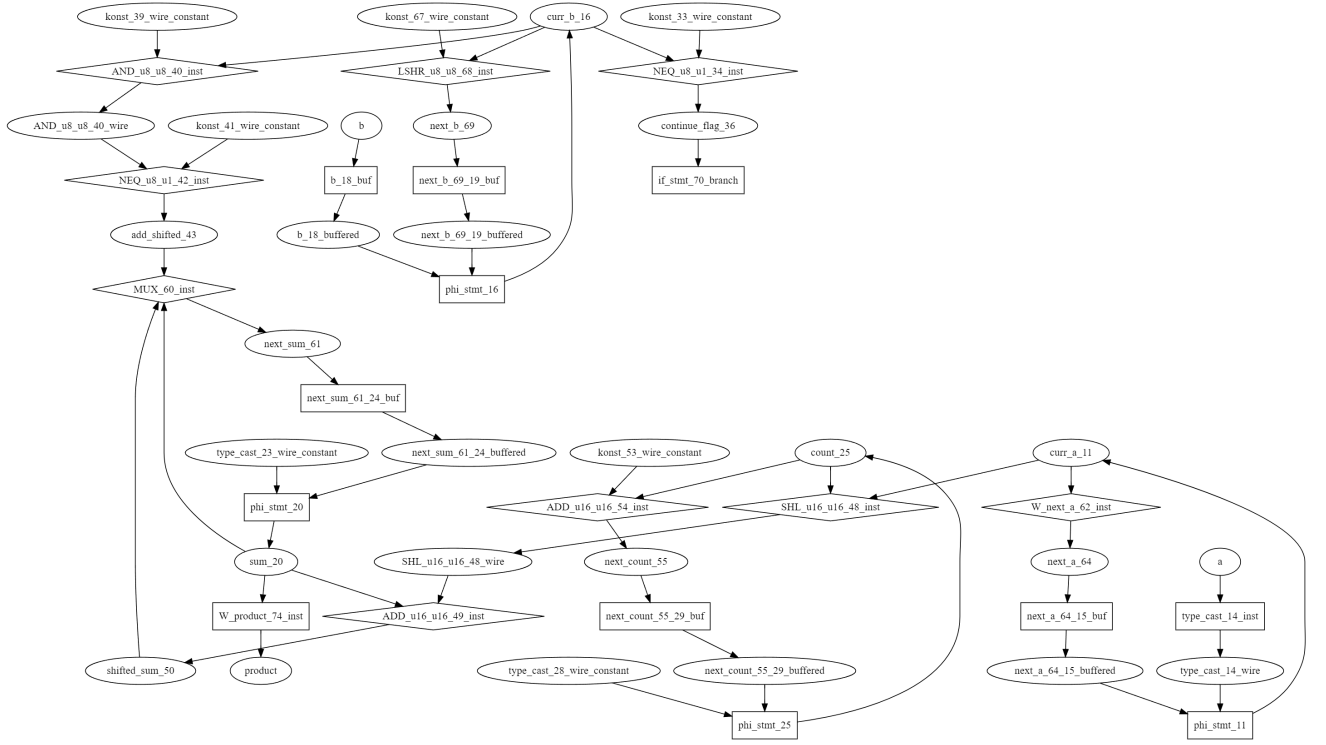 konst_39_wire_constant
konst_67_wire_constant
curr_b_16
konst_33_wire_constant
AND_u8_u8_40_inst
LSHR_u8_u8_68_inst
NEQ_u8_u1_34_inst
AND_u8_u8_40_wire
konst_41_wire_constant
b
next_b_69
continue_flag_36
NEQ_u8_u1_42_inst
b_18_buf
next_b_69_19_buf
if_stmt_70_branch
add_shifted_43
b_18_buffered
next_b_69_19_buffered
MUX_60_inst
phi_stmt_16
next_sum_61
next_sum_61_24_buf
type_cast_23_wire_constant
next_sum_61_24_buffered
konst_53_wire_constant
count_25
curr_a_11
phi_stmt_20
ADD_u16_u16_54_inst
SHL_u16_u16_48_inst
W_next_a_62_inst
sum_20
SHL_u16_u16_48_wire
next_count_55
next_a_64
a
W_product_74_inst
ADD_u16_u16_49_inst
next_count_55_29_buf
next_a_64_15_buf
type_cast_14_inst
shifted_sum_50
product
type_cast_28_wire_constant
next_count_55_29_buffered
next_a_64_15_buffered
type_cast_14_wire
phi_stmt_25
phi_stmt_11